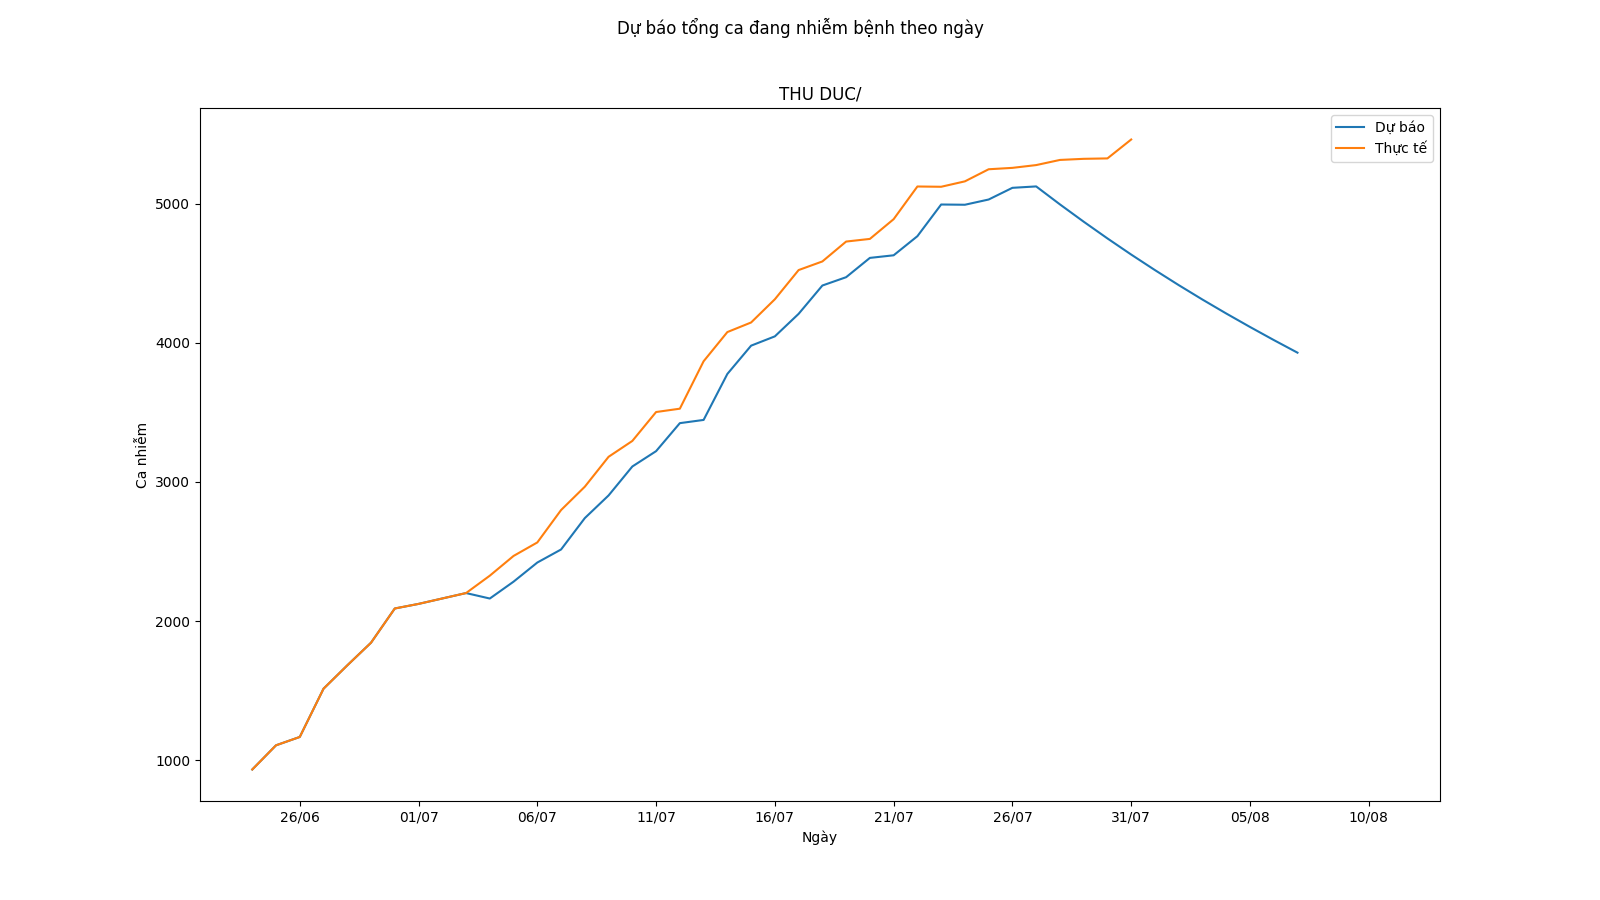 Dự báo tổng ca đang nhiễm bệnh theo ngày
THU DUC/
Dự báo
Thực tế
5000
4000
3000
2000
1000
Ca nhiễm
26/06 01/07 06/07 11/07 16/07 21/07 26/07 31/07 05/08 10/08
Ngày